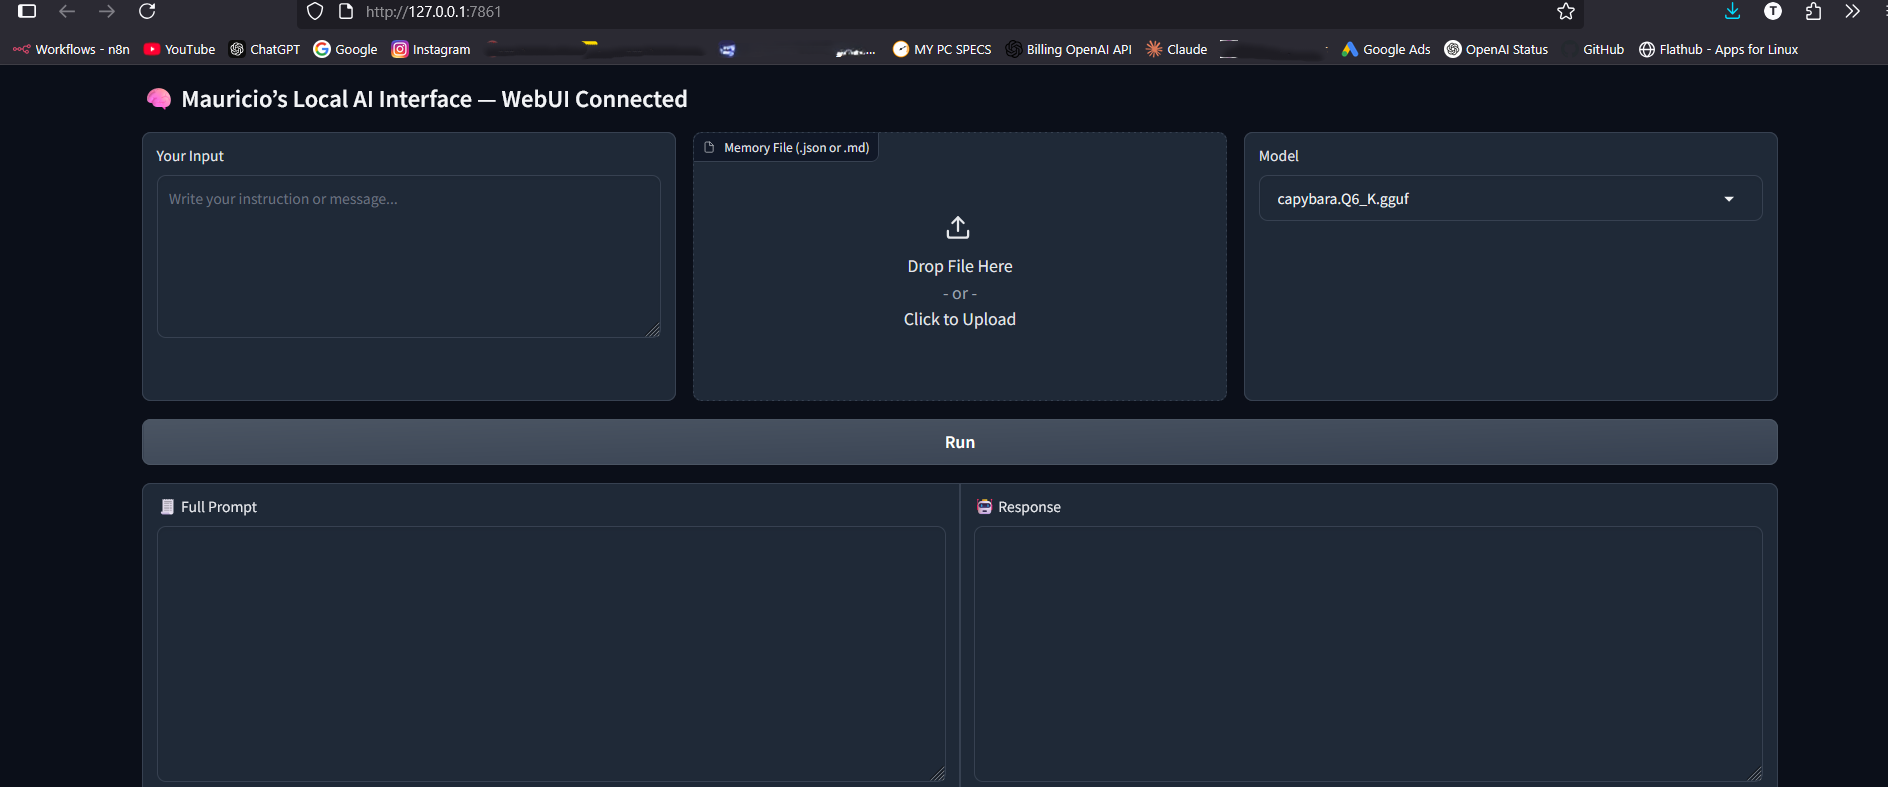 http://127.0.0.1:7861
T
Workflows - n8n YouTube ChatGPT Google Instagram MY PC SPECS Billing OpenAI API Claude Google Ads OpenAI Status GitHub Flathub - Apps for Linux
Mauricio’s Local AI Interface — WebUI Connected
Your Input
Write your instruction or message...
Memory File (.json or .md)
Drop File Here
- or -
Click to Upload
Model
capybara.Q6_K.gguf
Run
Full Prompt
Response